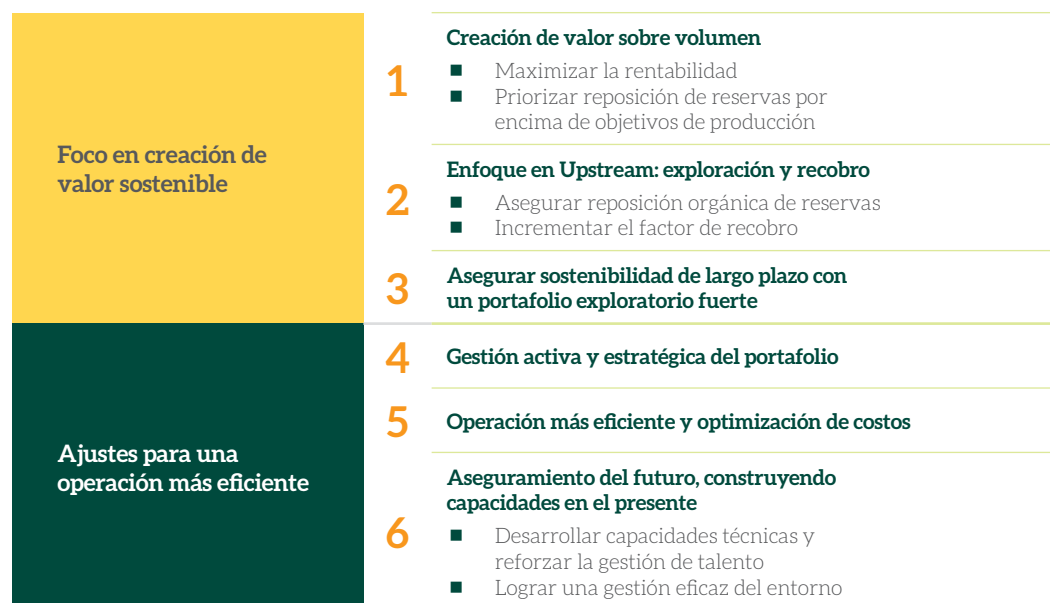 Foco en creación de
valor sostenible
1
Creación de valor sobre volumen
■ Maximizar la rentabilidad
■ Priorizar reposición de reservas por
encima de objetivos de producción
2
Enfoque en Upstream: exploración y recobro
■ Asegurar reposición orgánica de reservas
■ Incrementar el factor de recobro
3
Asegurar sostenibilidad de largo plazo con
un portafolio exploratorio fuerte
Ajustes para una
operación más eficiente
4
Gestión activa y estratégica del portafolio
5
Operación más eficiente y optimización de costos
6
Aseguramiento del futuro, construyendo
capacidades en el presente
■ Desarrollar capacidades técnicas y
reforzar la gestión de talento
■ Lograr una gestión eficaz del entorno